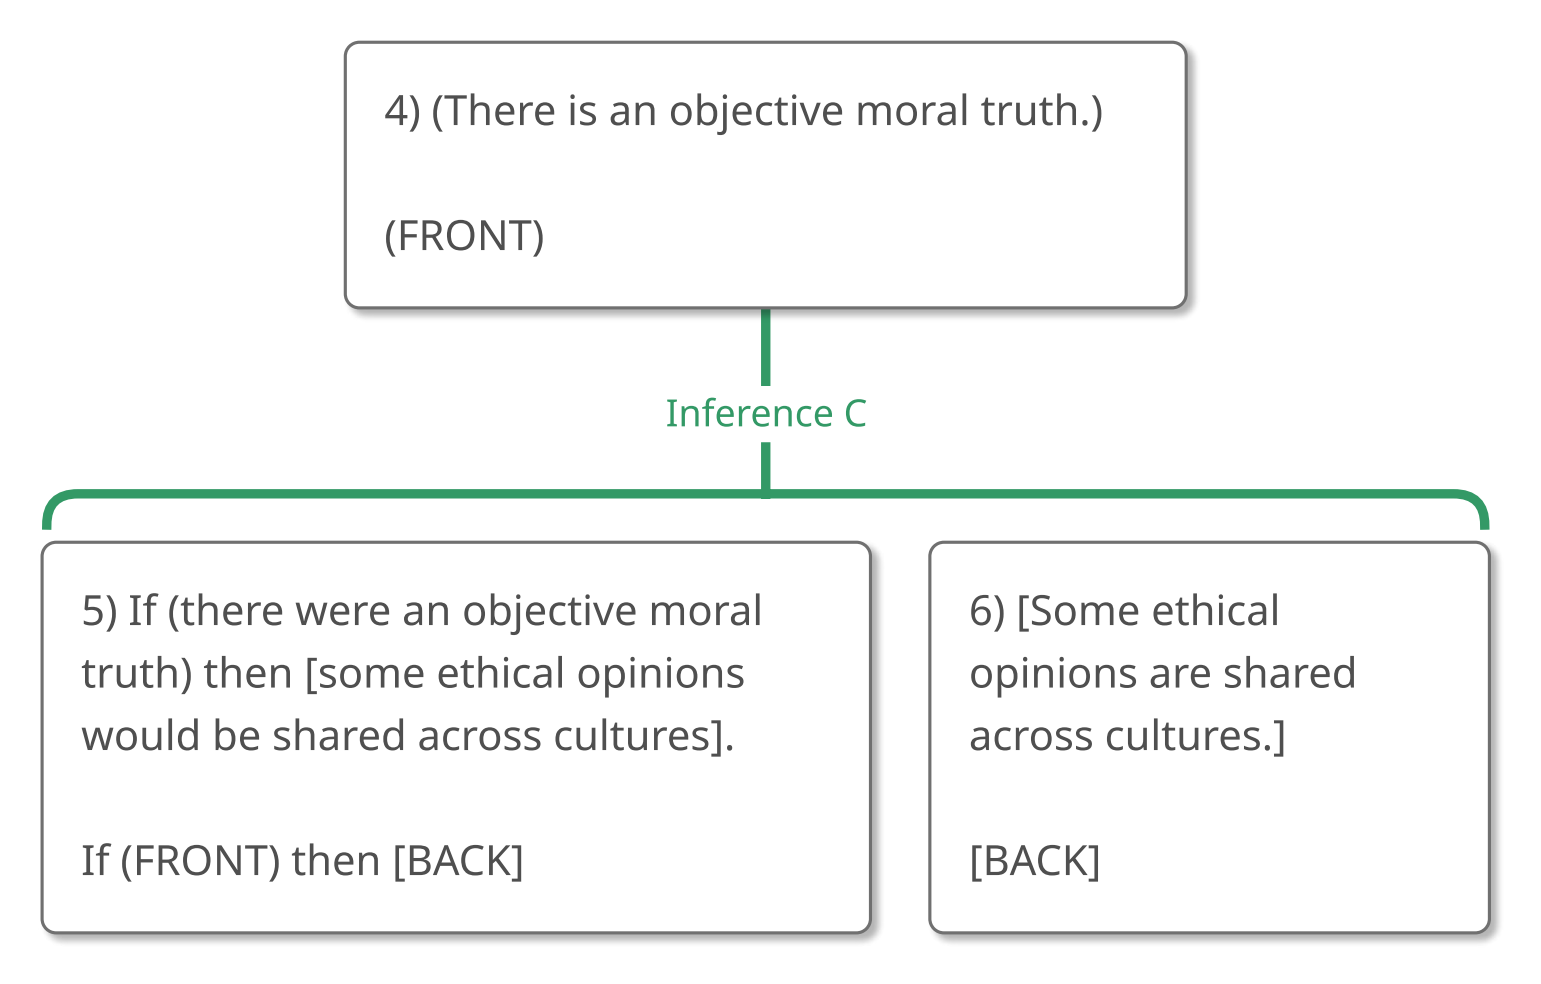 4) (There is an objective moral truth.)
(FRONT)
Inference C
5) If (there were an objective moral
truth) then [some ethical opinions
would be shared across cultures].
If (FRONT) then [BACK]
6) [Some ethical
opinions are shared
across cultures.]
[BACK]